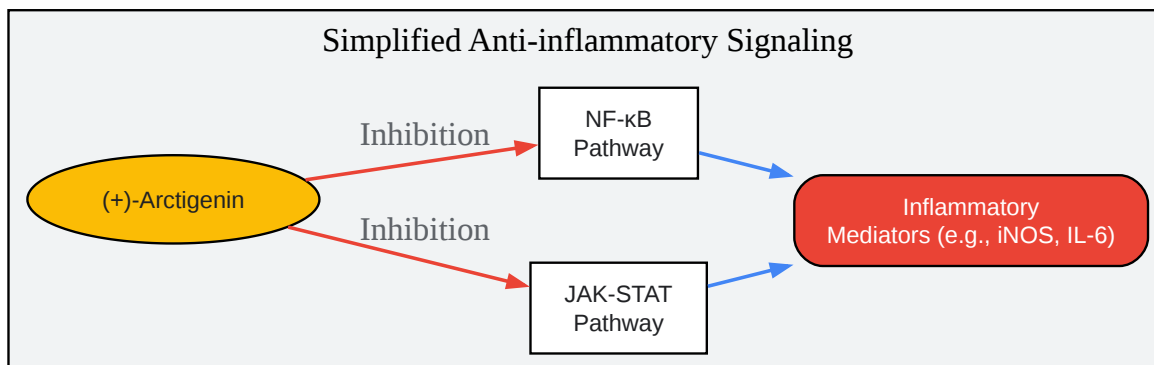 Simplified Anti-inflammatory Signaling
(+)-Arctigenin
Inhibition
Inhibition
NF-κB
Pathway
JAK-STAT
Pathway
Inflammatory
Mediators (e.g., iNOS, IL-6)